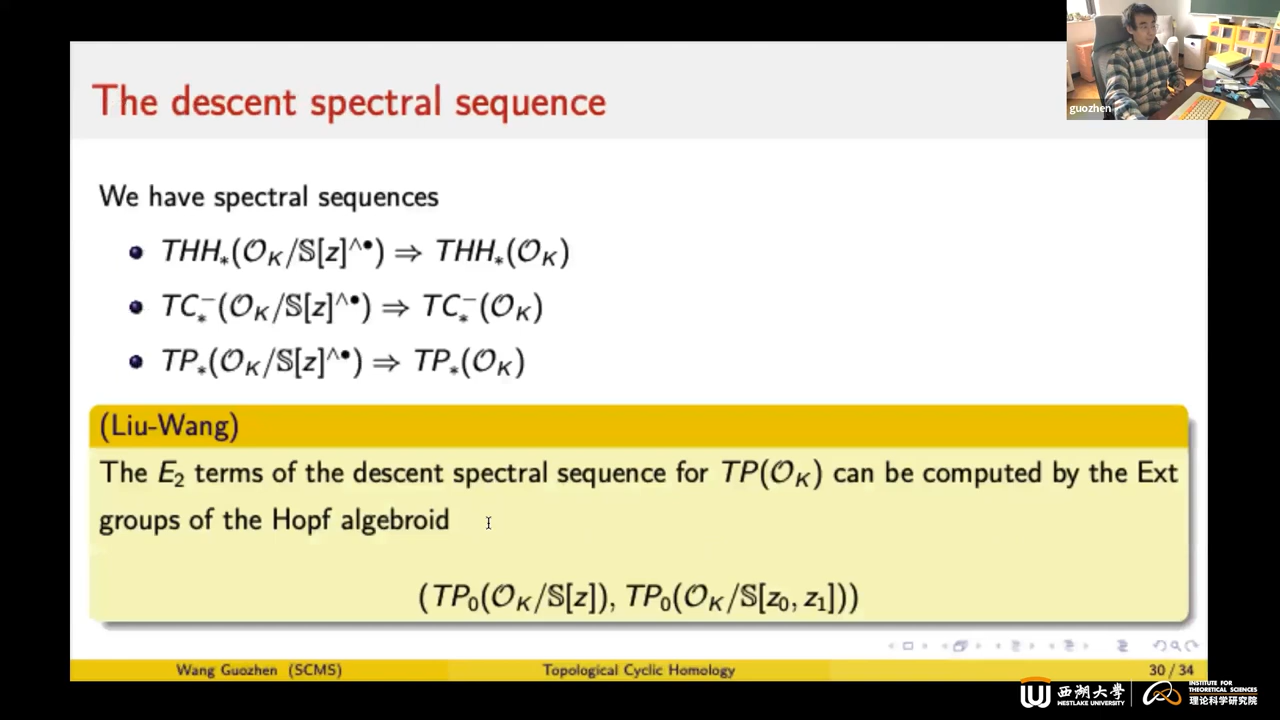 guozhen
The descent spectral sequence
We have spectral sequences
THH_*(𝒪_K/𝕊[z]^{∧•}) ⇒ THH_*(𝒪_K)
TC^-_*(𝒪_K/𝕊[z]^{∧•}) ⇒ TC^-_*(𝒪_K)
TP_*(𝒪_K/𝕊[z]^{∧•}) ⇒ TP_*(𝒪_K)
(Liu-Wang)
The E_2 terms of the descent spectral sequence for TP(𝒪_K) can be computed by the Ext
groups of the Hopf algebroid
(TP_0(𝒪_K/𝕊[z]), TP_0(𝒪_K/𝕊[z_0, z_1]))
Wang Guozhen (SCMS) Topological Cyclic Homology 30 / 34
西湖大学
WESTLAKE UNIVERSITY
INSTITUTE FOR
THEORETICAL SCIENCES
理论科学研究院